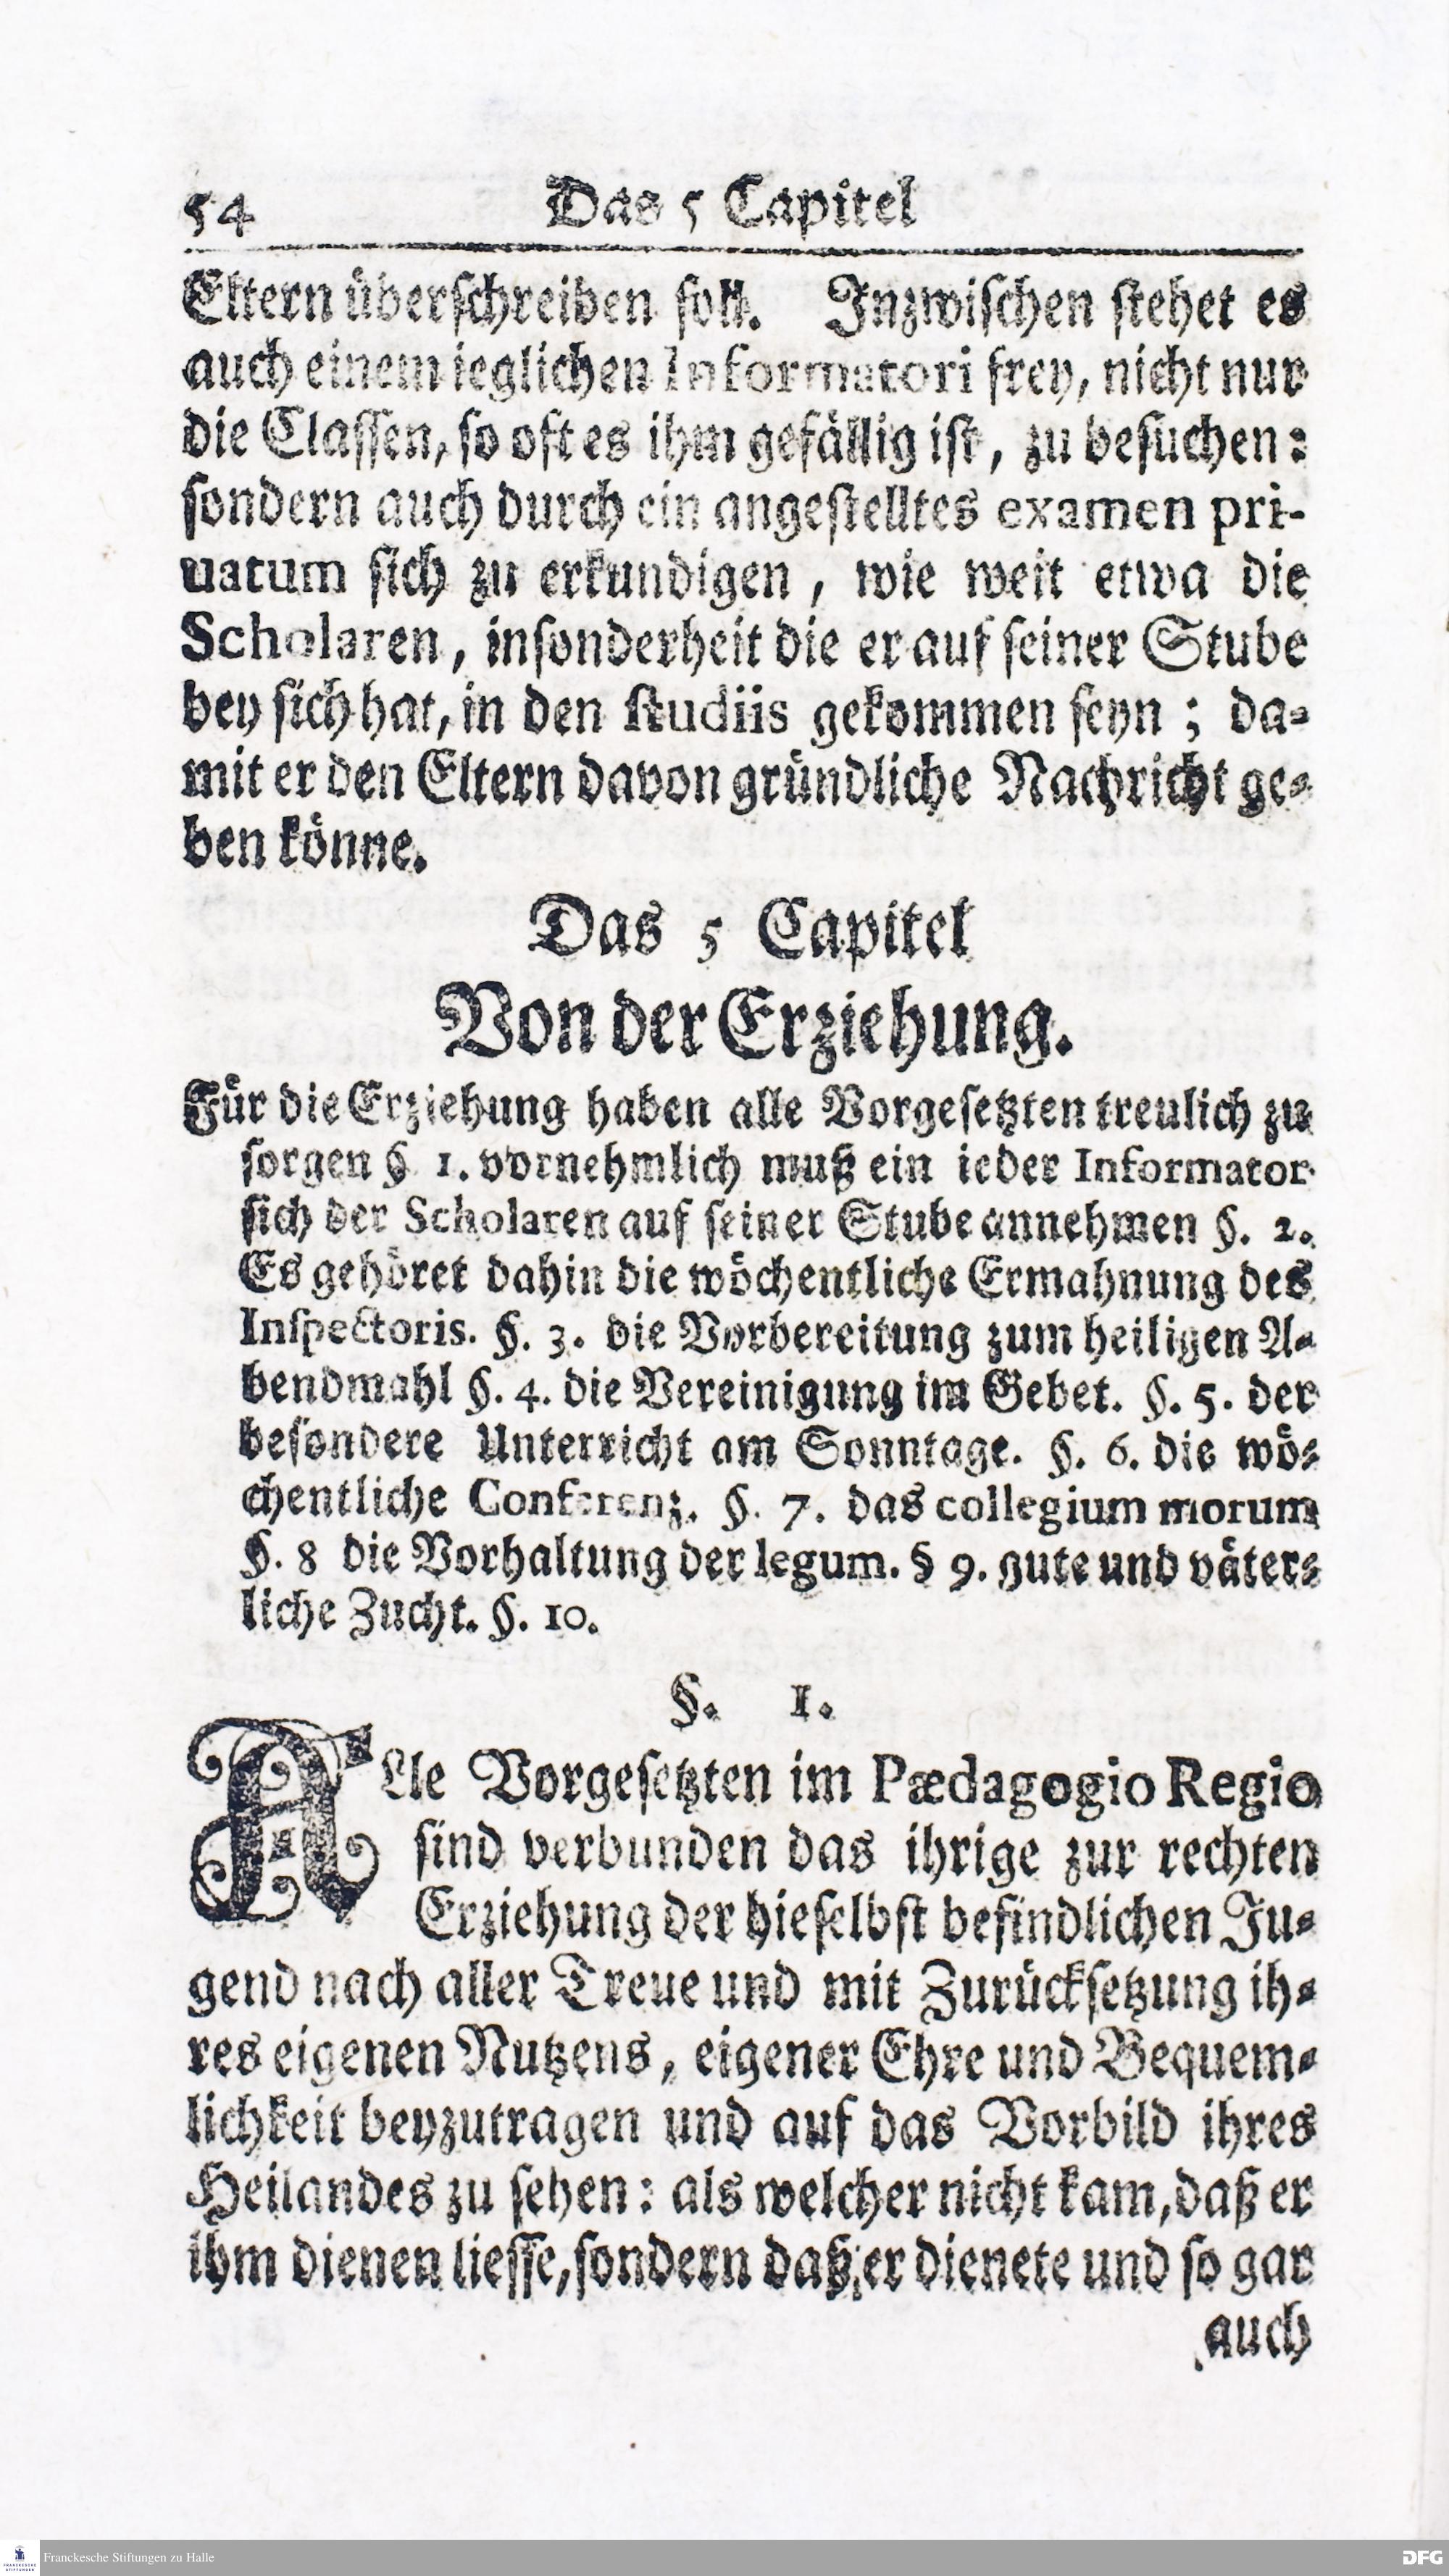 54 Das 5 Capitel
Eltern überschreiben soll. Inzwischen stehet es
auch einem ieglichen Informatori frey, nicht nur
die Classen, so oft es ihm gefällig ist, zu besuchen:
sondern auch durch ein angestelltes examen pri-
uatum sich zu erkundigen, wie weit etwa die
Scholaren, insonderheit die er auf seiner Stube
bey sich hat, in den studiis gekommen seyn; da-
mit er den Eltern davon gründliche Nachricht ge-
ben könne.
Das 5 Capitel
Von der Erziehung.
Für die Erziehung haben alle Vorgesetzten treulich zu
sorgen § 1. vornehmlich muß ein ieder Informator
sich der Scholaren auf seiner Stube annehmen §. 2.
Es gehöret dahin die wöchentliche Ermahnung des
Inspectoris. §. 3. die Vorbereitung zum heiligen A-
bendmahl §. 4. die Vereinigung im Gebet. §. 5. der
besondere Unterricht am Sonntage. §. 6. die wö-
chentliche Conferenz. §. 7. das collegium morum
§. 8 die Vorhaltung der legum. § 9. gute und väter-
liche Zucht. §. 10.
§. 1.
ALle Vorgesetzten im Pædagogio Regio
sind verbunden das ihrige zur rechten
Erziehung der hieselbst befindlichen Ju-
gend nach aller Treue und mit Zurücksetzung ih-
res eigenen Nutzens, eigener Ehre und Bequem-
lichkeit beyzutragen und auf das Vorbild ihres
Heilandes zu sehen: als welcher nicht kam, daß er
ihm dienen liesse, sondern daß er dienete und so gar
auch
FRANCKESCHE STIFTUNGEN
Franckesche Stiftungen zu Halle
DFG